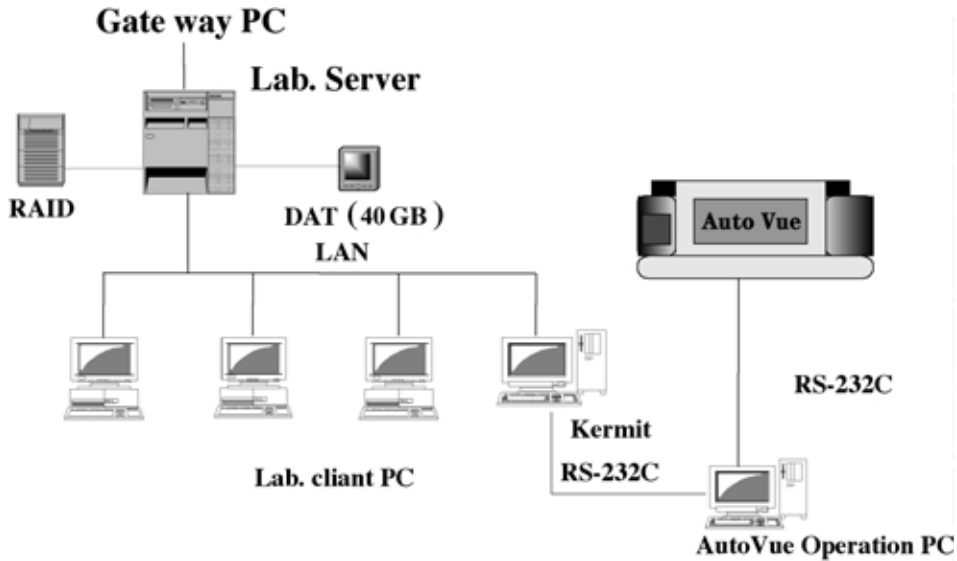 Gate way PC
Lab. Server
RAID
DAT ( 40 GB )
LAN
Auto Vue
RS-232C
Kermit
RS-232C
Lab. cliant PC
AutoVue Operation PC